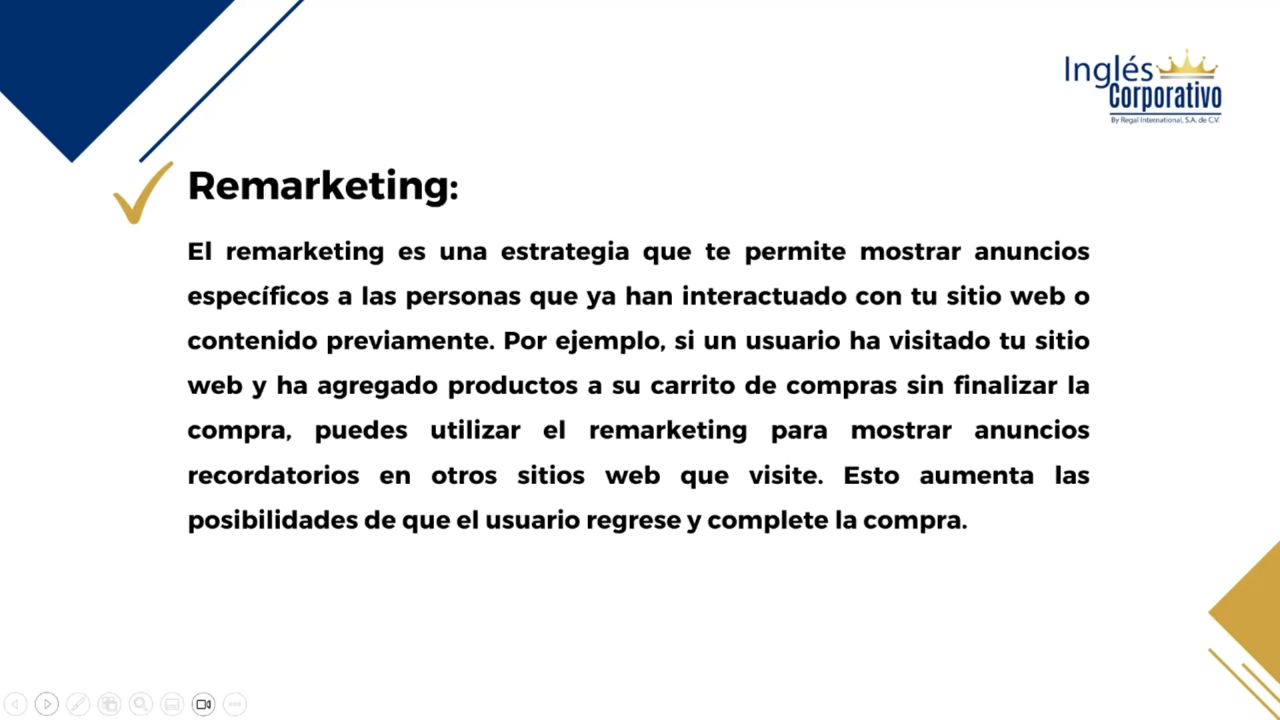 Inglés
Corporativo
By Regal International, S.A. de C.V.
Remarketing:
El remarketing es una estrategia que te permite mostrar anuncios
específicos a las personas que ya han interactuado con tu sitio web o
contenido previamente. Por ejemplo, si un usuario ha visitado tu sitio
web y ha agregado productos a su carrito de compras sin finalizar la
compra, puedes utilizar el remarketing para mostrar anuncios
recordatorios en otros sitios web que visite. Esto aumenta las
posibilidades de que el usuario regrese y complete la compra.